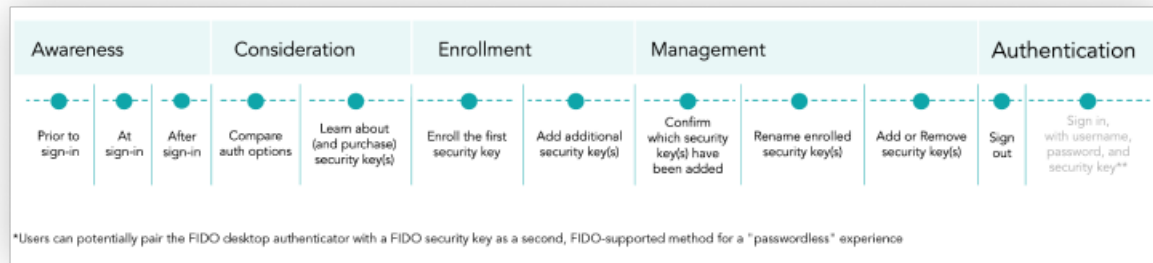 Awareness
Consideration
Enrollment
Management
Authentication
Prior to
sign-in
At
sign-in
After
sign-in
Compare
auth options
Learn about
(and purchase)
security key(s)
Enroll the first
security key
Add additional
security key(s)
Confirm
which security
key(s) have
been added
Rename enrolled
security key(s)
Add or Remove
security key(s)
Sign
out
Sign in,
with username,
password, and
security key**
*Users can potentially pair the FIDO desktop authenticator with a FIDO security key as a second, FIDO-supported method for a "passwordless" experience